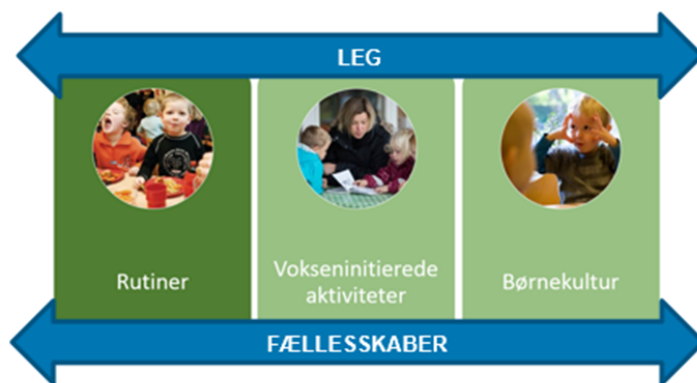 LEG
Rutiner
Vokseninitierede
aktiviteter
Børnekultur
FÆLLESSKABER